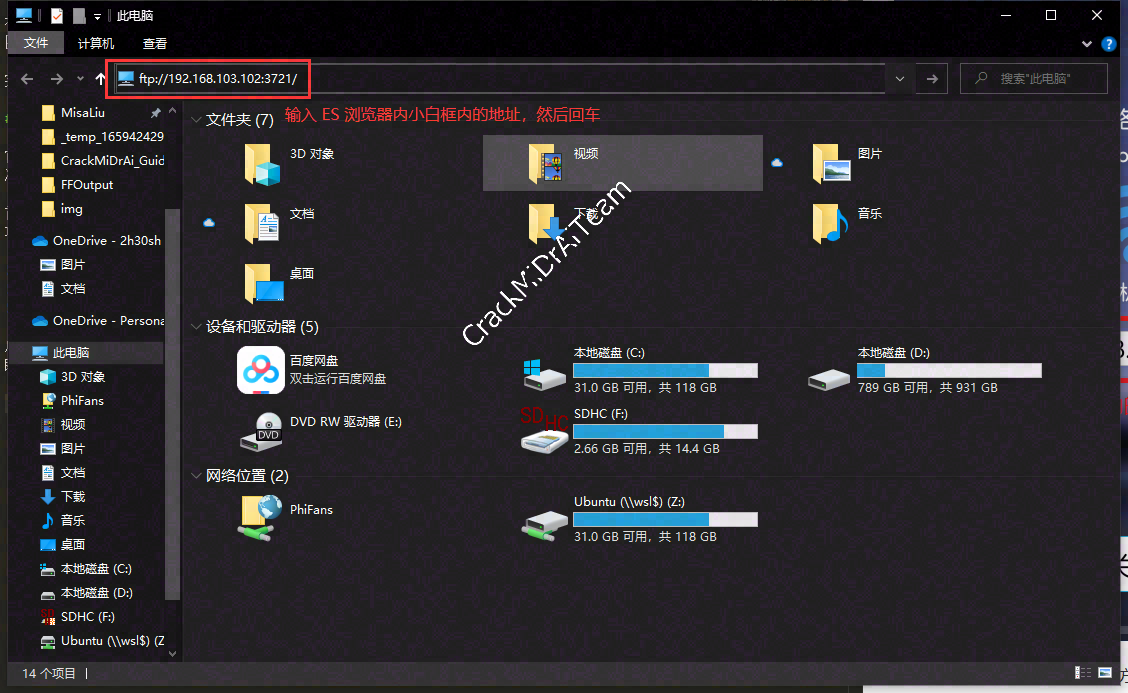 此电脑
文件 计算机 查看
ftp://192.168.103.102:3721/
搜索"此电脑"
输入 ES 浏览器内小白框内的地址，然后回车
MisaLiu
_temp_165942429
CrackMiDrAi_Guid
FFOutput
img
OneDrive - 2h30sh
图片
文档
OneDrive - Persona
此电脑
3D 对象
PhiFans
视频
图片
文档
下载
音乐
桌面
本地磁盘 (C:)
本地磁盘 (D:)
SDHC (F:)
Ubuntu (\\wsl$) (Z
文件夹 (7)
3D 对象
视频
图片
文档
下载
音乐
桌面
CrackMiDrAiTeam
设备和驱动器 (5)
百度网盘
双击运行百度网盘
本地磁盘 (C:)
31.0 GB 可用，共 118 GB
本地磁盘 (D:)
789 GB 可用，共 931 GB
DVD RW 驱动器 (E:)
DVD
SDHC
SDHC (F:)
2.66 GB 可用，共 14.4 GB
网络位置 (2)
PhiFans
Ubuntu (\\wsl$) (Z:)
31.0 GB 可用，共 118 GB
14 个项目